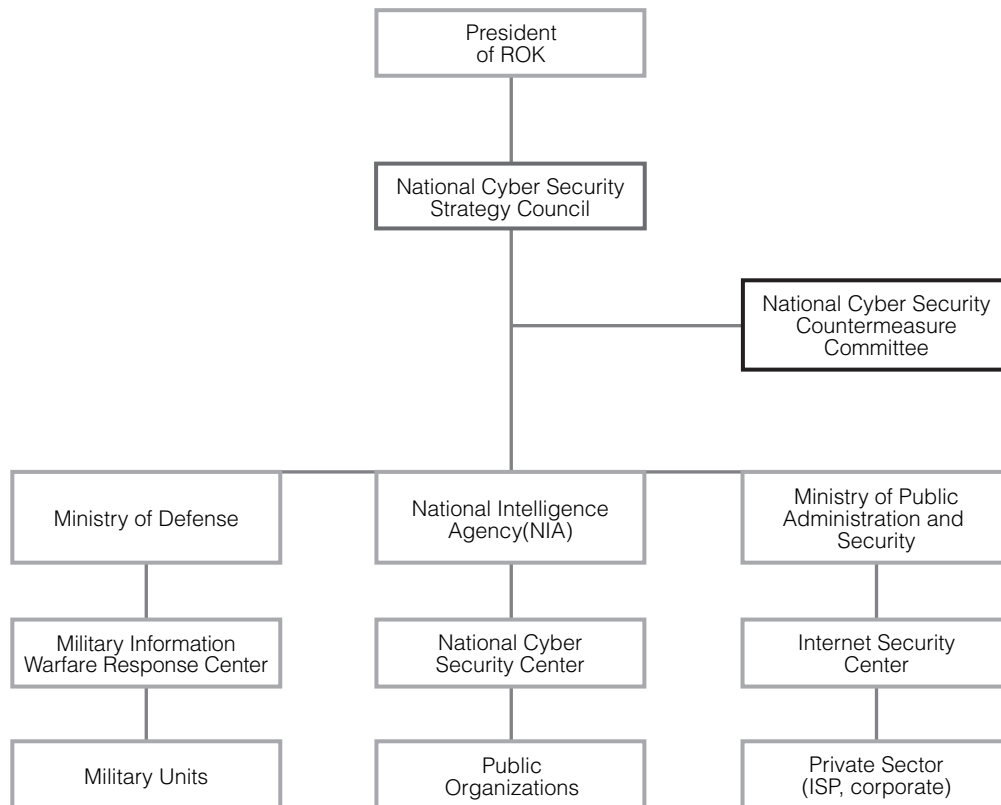 President
of ROK
National Cyber Security
Strategy Council
National Cyber Security
Countermeasure
Committee
Ministry of Defense
National Intelligence
Agency(NIA)
Ministry of Public
Administration and
Security
Military Information
Warfare Response Center
National Cyber
Security Center
Internet Security
Center
Military Units
Public
Organizations
Private Sector
(ISP, corporate)